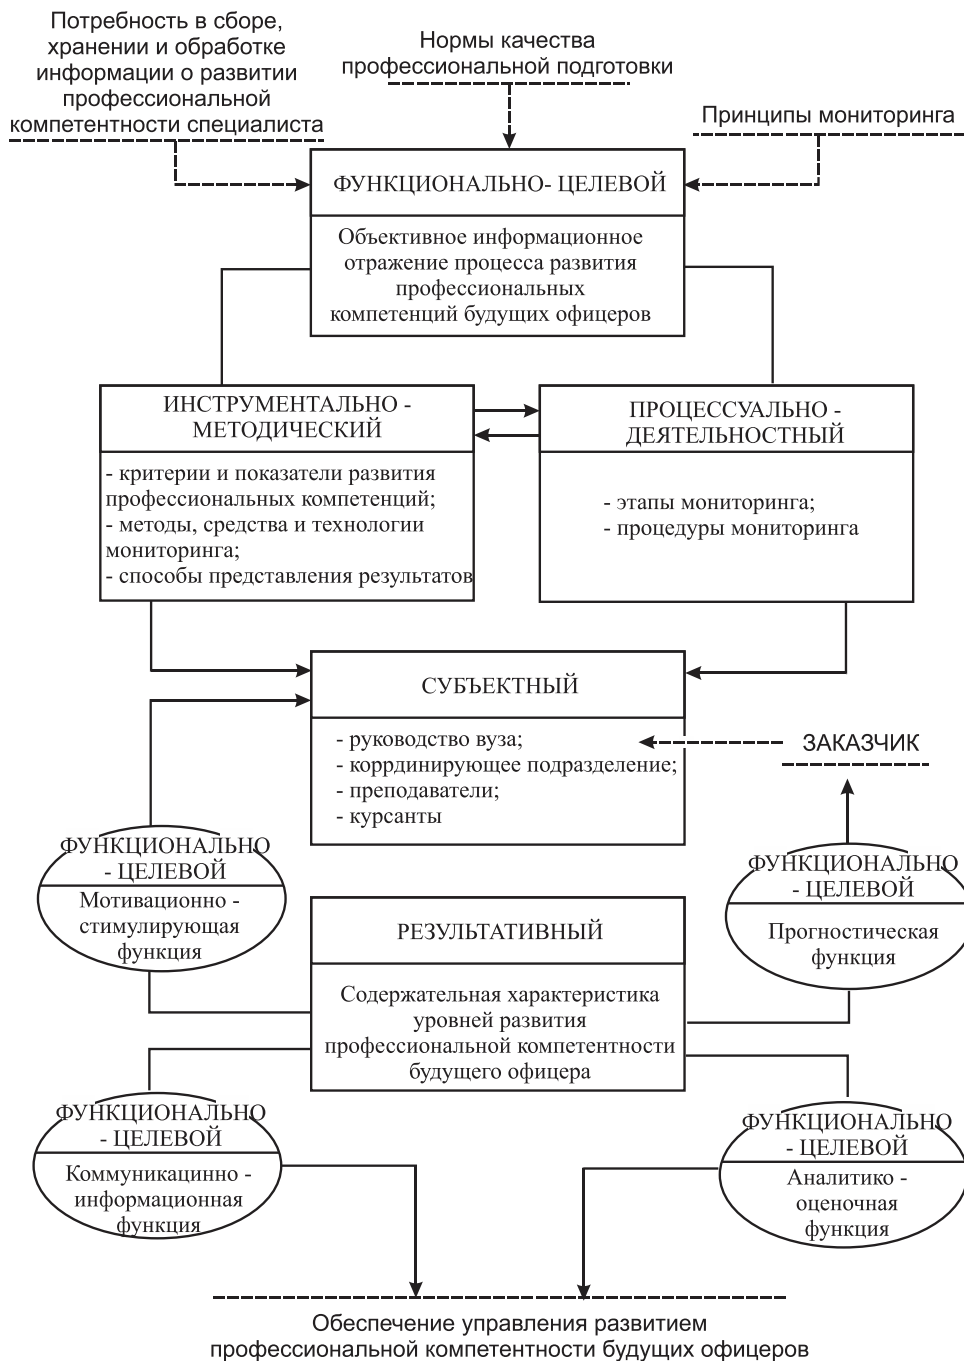 Потребность в сборе,
хранении и обработке
информации о развитии
профессиональной
компетентности специалиста
Нормы качества
профессиональной подготовки
Принципы мониторинга
ФУНКЦИОНАЛЬНО- ЦЕЛЕВОЙ
Объективное информационное
отражение процесса развития
профессиональных
компетенций будущих офицеров
ИНСТРУМЕНТАЛЬНО -
МЕТОДИЧЕСКИЙ
- критерии и показатели развития
профессиональных компетенций;
- методы, средства и технологии
мониторинга;
- способы представления результатов
ПРОЦЕССУАЛЬНО -
ДЕЯТЕЛЬНОСТНЫЙ
- этапы мониторинга;
- процедуры мониторинга
СУБЪЕКТНЫЙ
- руководство вуза;
- коррдинирующее подразделение;
- преподаватели;
- курсанты
ЗАКАЗЧИК
ФУНКЦИОНАЛЬНО
- ЦЕЛЕВОЙ
Мотивационно -
стимулирующая
функция
ФУНКЦИОНАЛЬНО
- ЦЕЛЕВОЙ
Прогностическая
функция
РЕЗУЛЬТАТИВНЫЙ
Содержательная характеристика
уровней развития
профессиональной компетентности
будущего офицера
ФУНКЦИОНАЛЬНО
- ЦЕЛЕВОЙ
Коммуникацинно -
информационная
функция
ФУНКЦИОНАЛЬНО
- ЦЕЛЕВОЙ
Аналитико -
оценочная
функция
Обеспечение управления развитием
профессиональной компетентности будущих офицеров